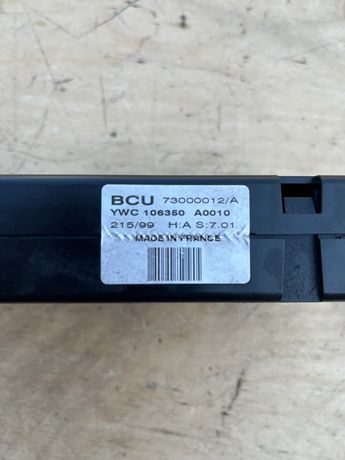 BCU 73000012/A
YWC 106350 A0010
215/99 H:A S:7.01
MADE IN FRANCE